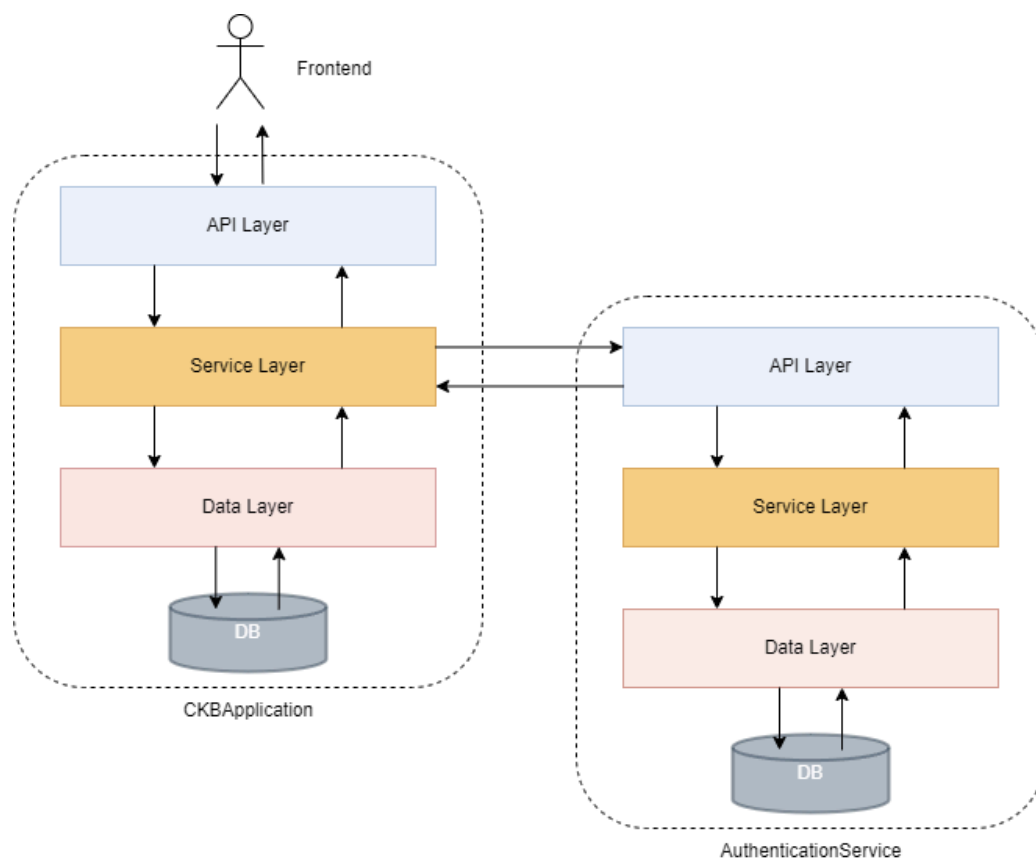 Frontend
API Layer
Service Layer
Data Layer
DB
CKBApplication
API Layer
Service Layer
Data Layer
DB
AuthenticationService